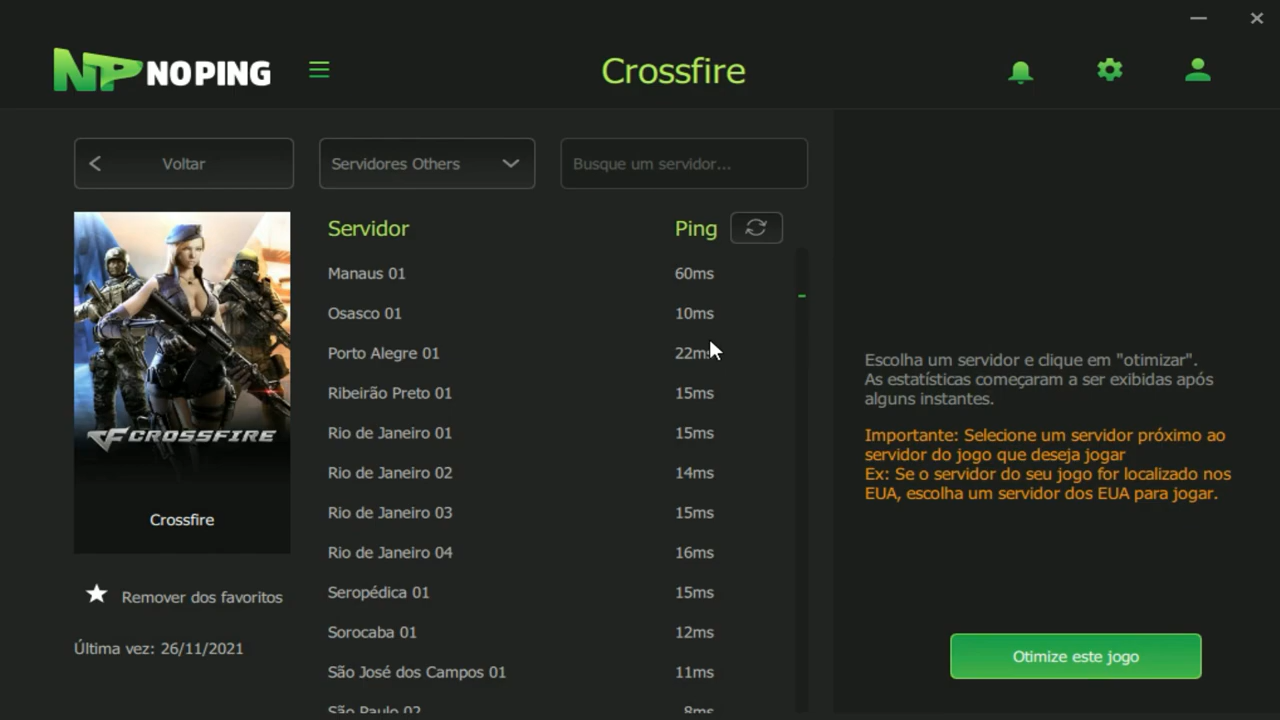 NP NOPING
Crossfire
Voltar
Servidores Others
Busque um servidor...
CROSSFIRE
Crossfire
Remover dos favoritos
Última vez: 26/11/2021
Servidor Ping
Manaus 01 60ms
Osasco 01 10ms
Porto Alegre 01 22ms
Ribeirão Preto 01 15ms
Rio de Janeiro 01 15ms
Rio de Janeiro 02 14ms
Rio de Janeiro 03 15ms
Rio de Janeiro 04 16ms
Seropédica 01 15ms
Sorocaba 01 12ms
São José dos Campos 01 11ms
São Paulo 02 8ms
Escolha um servidor e clique em "otimizar".
As estatísticas começaram a ser exibidas após
alguns instantes.
Importante: Selecione um servidor próximo ao
servidor do jogo que deseja jogar
Ex: Se o servidor do seu jogo for localizado nos
EUA, escolha um servidor dos EUA para jogar.
Otimize este jogo